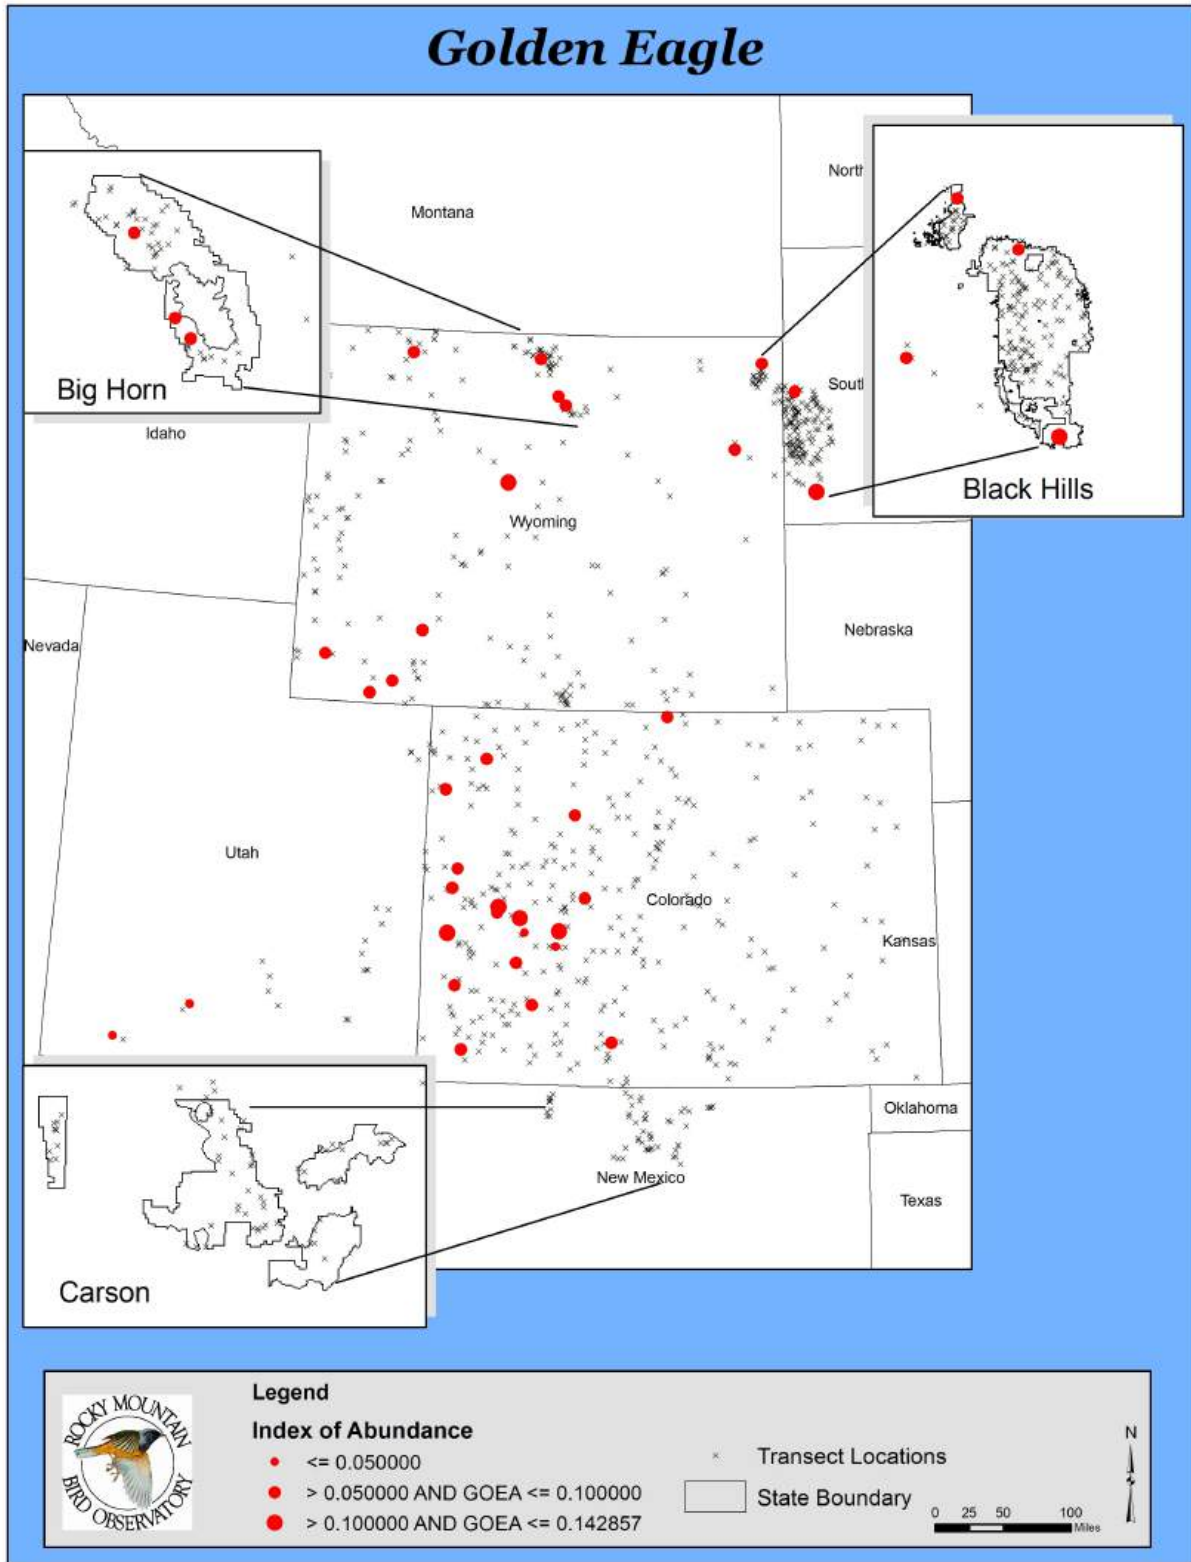 Golden Eagle
Montana
North
Big Horn
Idaho
South
Black Hills
Wyoming
Nevada
Nebraska
Utah
Colorado
Kansas
Oklahoma
New Mexico
Texas
Carson
ROCKY MOUNTAIN
BIRD OBSERVATORY
Legend
Index of Abundance
<= 0.050000
> 0.050000 AND GOEA <= 0.100000
> 0.100000 AND GOEA <= 0.142857
Transect Locations
State Boundary
N
0 25 50 100
Miles